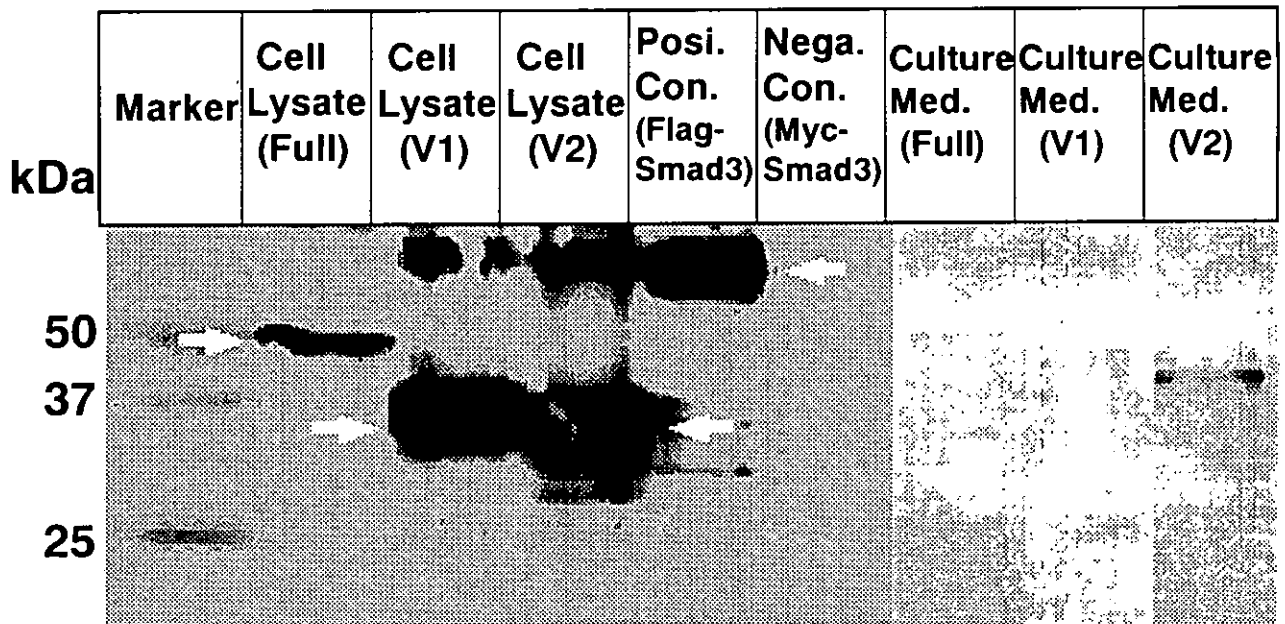 kDa
Marker
Cell
Lysate
(Full)
Cell
Lysate
(V1)
Cell
Lysate
(V2)
Posi.
Con.
(Flag-
Smad3)
Nega.
Con.
(Myc-
Smad3)
Culture
Med.
(Full)
Culture
Med.
(V1)
Culture
Med.
(V2)
50
37
25